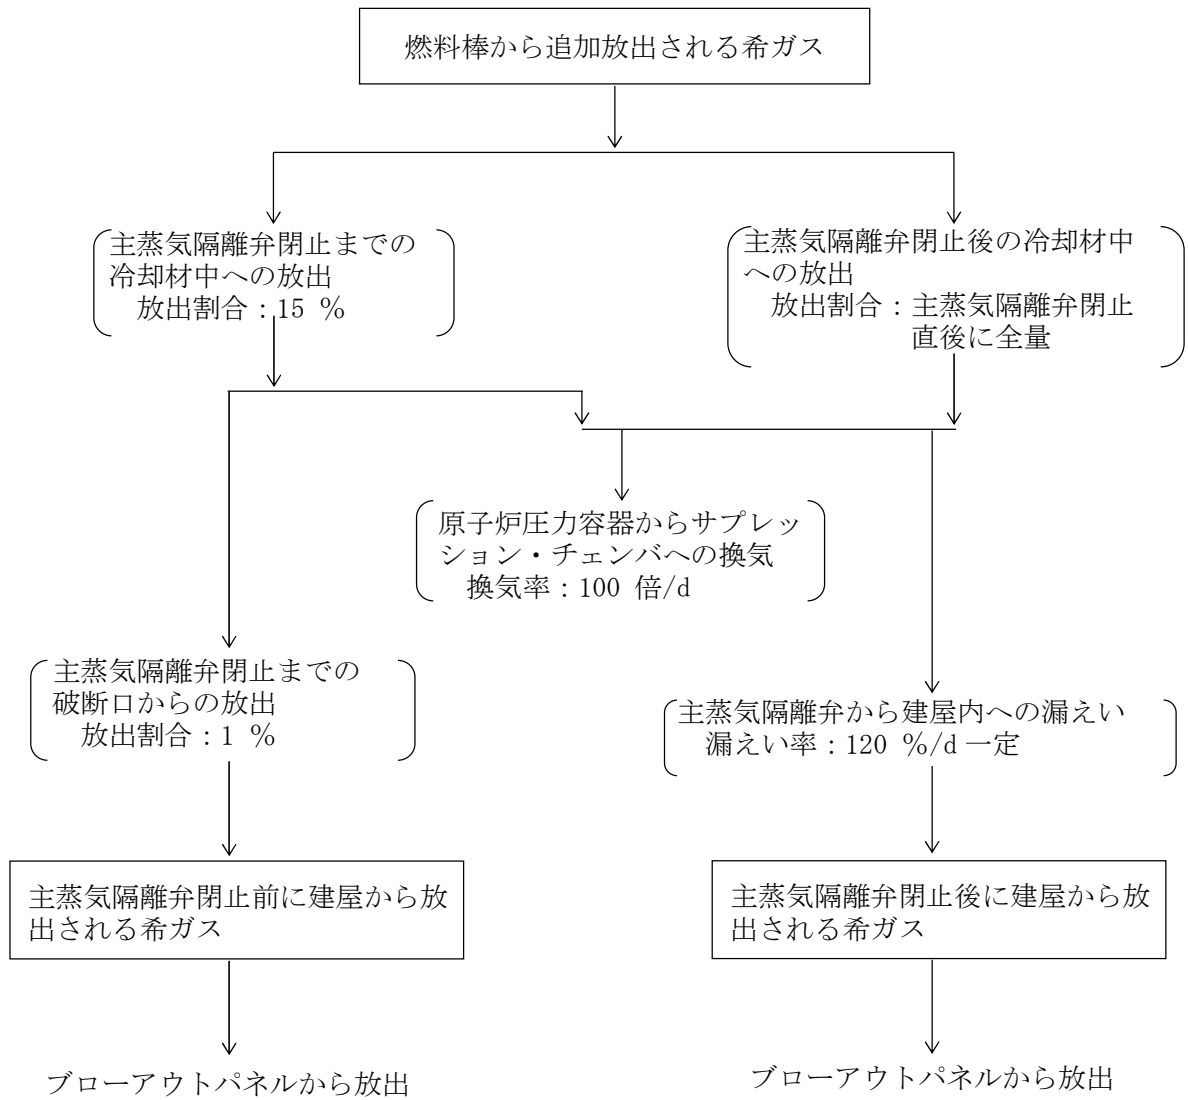 燃料棒から追加放出される希ガス
主蒸気隔離弁閉止までの
冷却材中への放出
放出割合：15 %
主蒸気隔離弁閉止後の冷却材中
への放出
放出割合：主蒸気隔離弁閉止
直後に全量
原子炉圧力容器からサプレッ
ション・チェンバへの換気
換気率：100 倍/d
主蒸気隔離弁閉止までの
破断口からの放出
放出割合：1 %
主蒸気隔離弁から建屋内への漏えい
漏えい率：120 %/d 一定
主蒸気隔離弁閉止前に建屋から放
出される希ガス
主蒸気隔離弁閉止後に建屋から放
出される希ガス
ブローアウトパネルから放出
ブローアウトパネルから放出